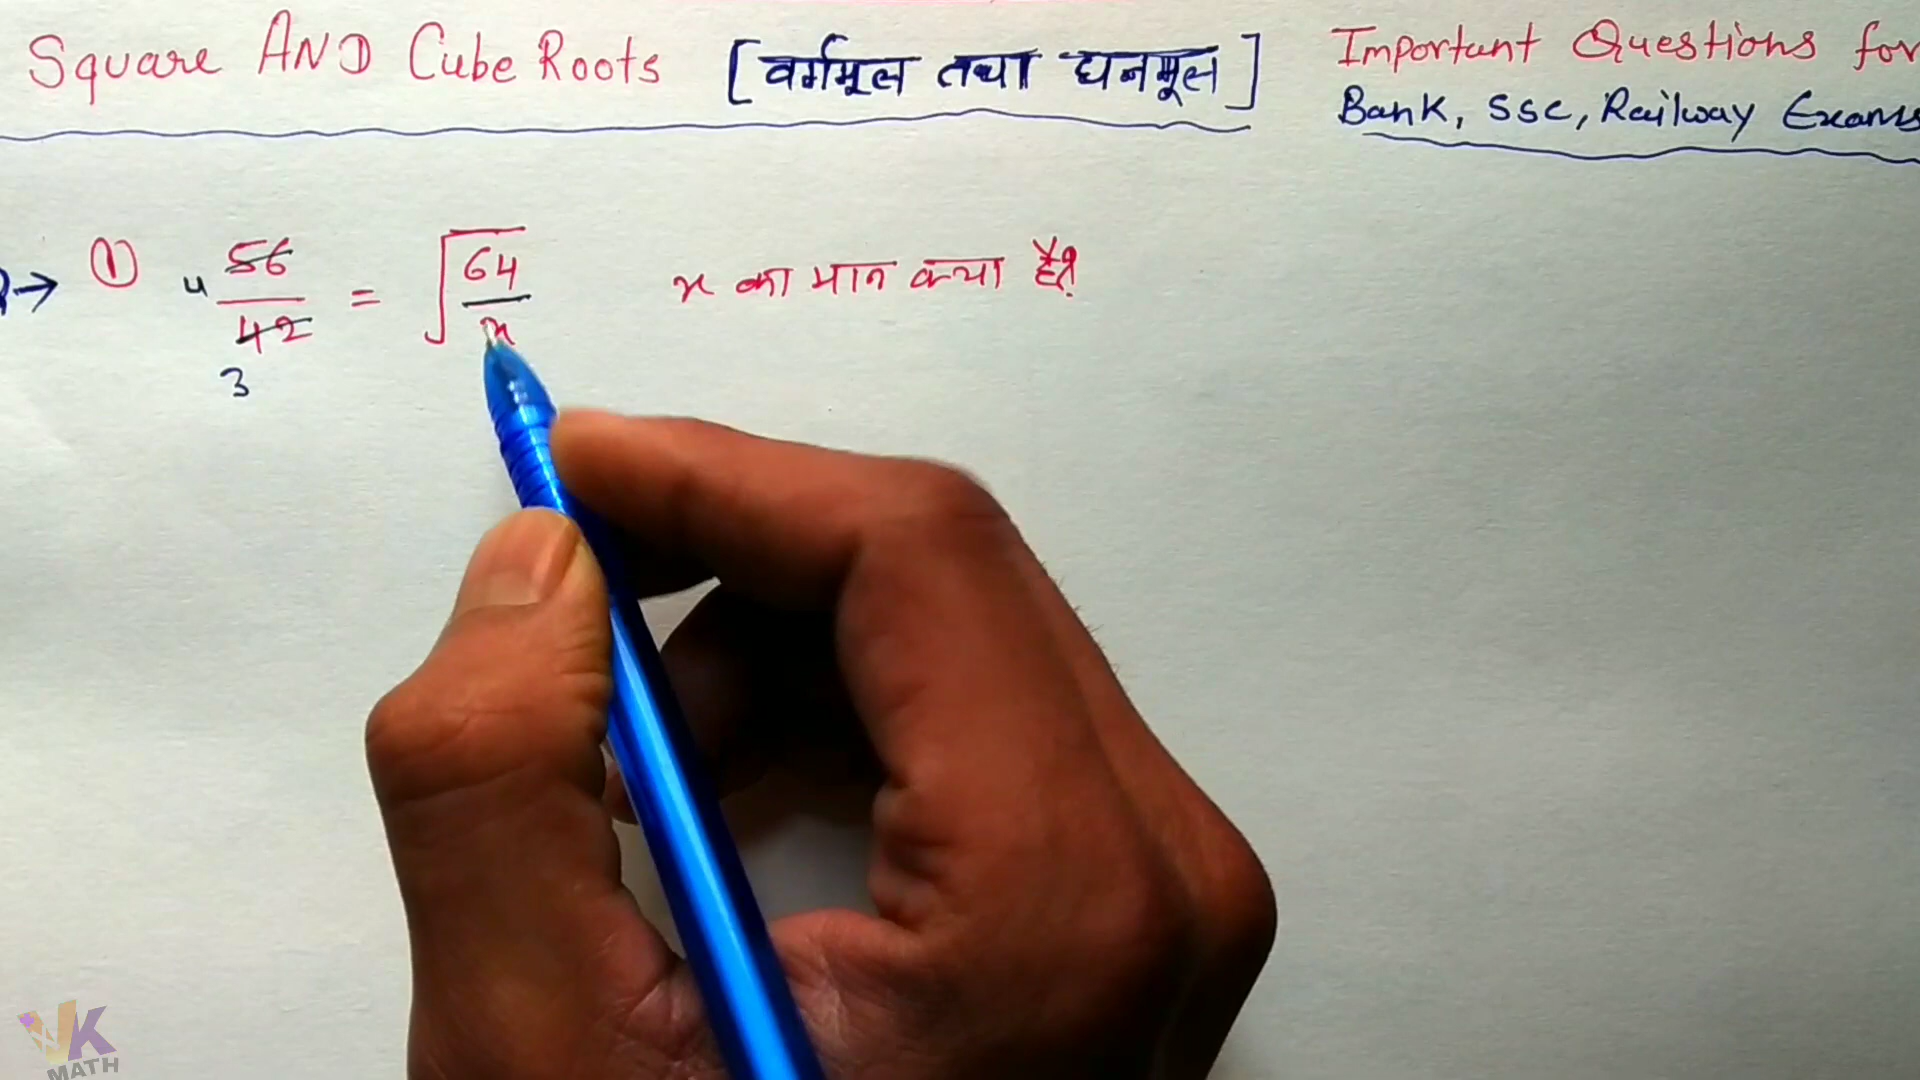 Square AND Cube Roots [वर्गमूल तथा घनमूल] Important Questions for
Bank, SSC, Railway Exams
→ ① 56/42 = √64/x x का मान क्या है?
4
3
VK
MATH